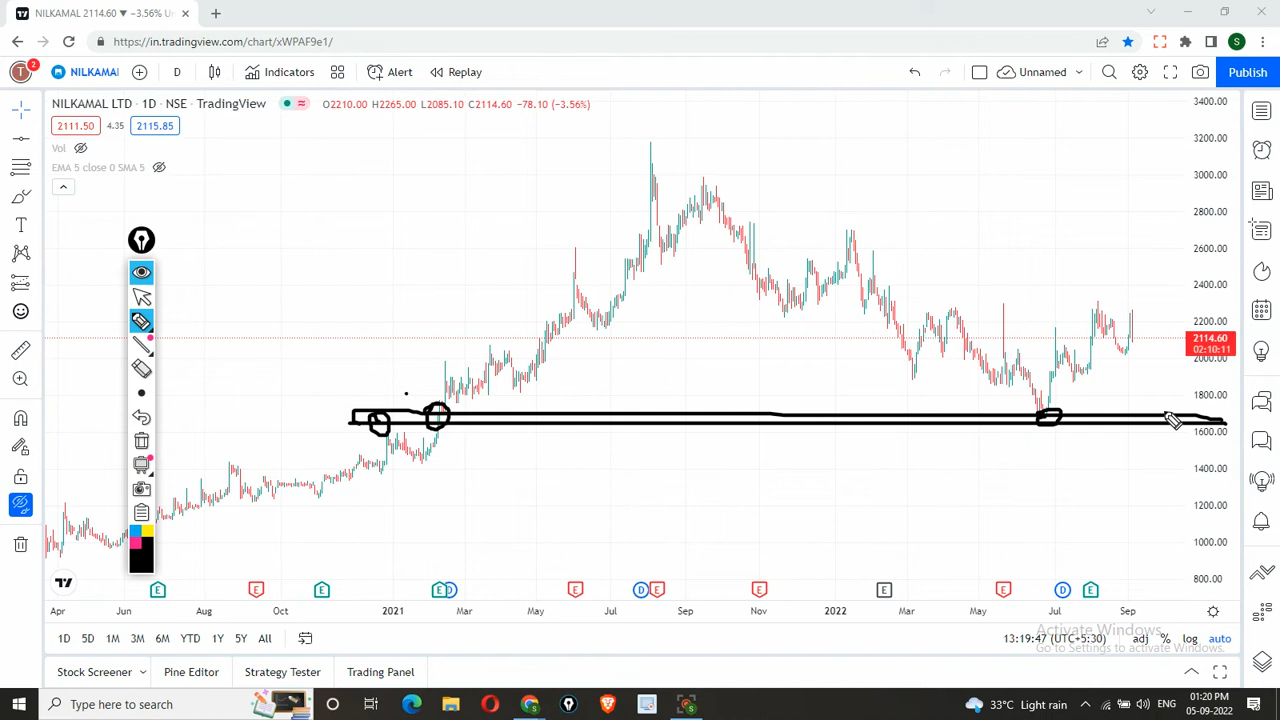 NILKAMAL 2114.60 ▼ −3.56% Un
https://in.tradingview.com/chart/xWPAF9e1/
S
T 2 NILKAMAL D Indicators Alert Replay Unnamed Publish
NILKAMAL LTD · 1D · NSE · TradingView O2210.00 H2265.00 L2085.10 C2114.60 −78.10 (−3.56%)
2111.50 4.35 2115.85
Vol
EMA 5 close 0 SMA 5
3400.00
3200.00
3000.00
2800.00
2600.00
2400.00
2200.00
2114.60
02:10:11
2000.00
1800.00
1600.00
1400.00
1200.00
1000.00
800.00
E E E E D E D E E E E D E
Apr Jun Aug Oct 2021 Mar May Jul Sep Nov 2022 Mar May Jul Sep
1D 5D 1M 3M 6M YTD 1Y 5Y All 13:19:47 (UTC+5:30) adj % log auto
Activate Windows
Go to Settings to activate Windows.
Stock Screener Pine Editor Strategy Tester Trading Panel
Type here to search 33°C Light rain ENG 01:20 PM
05-09-2022